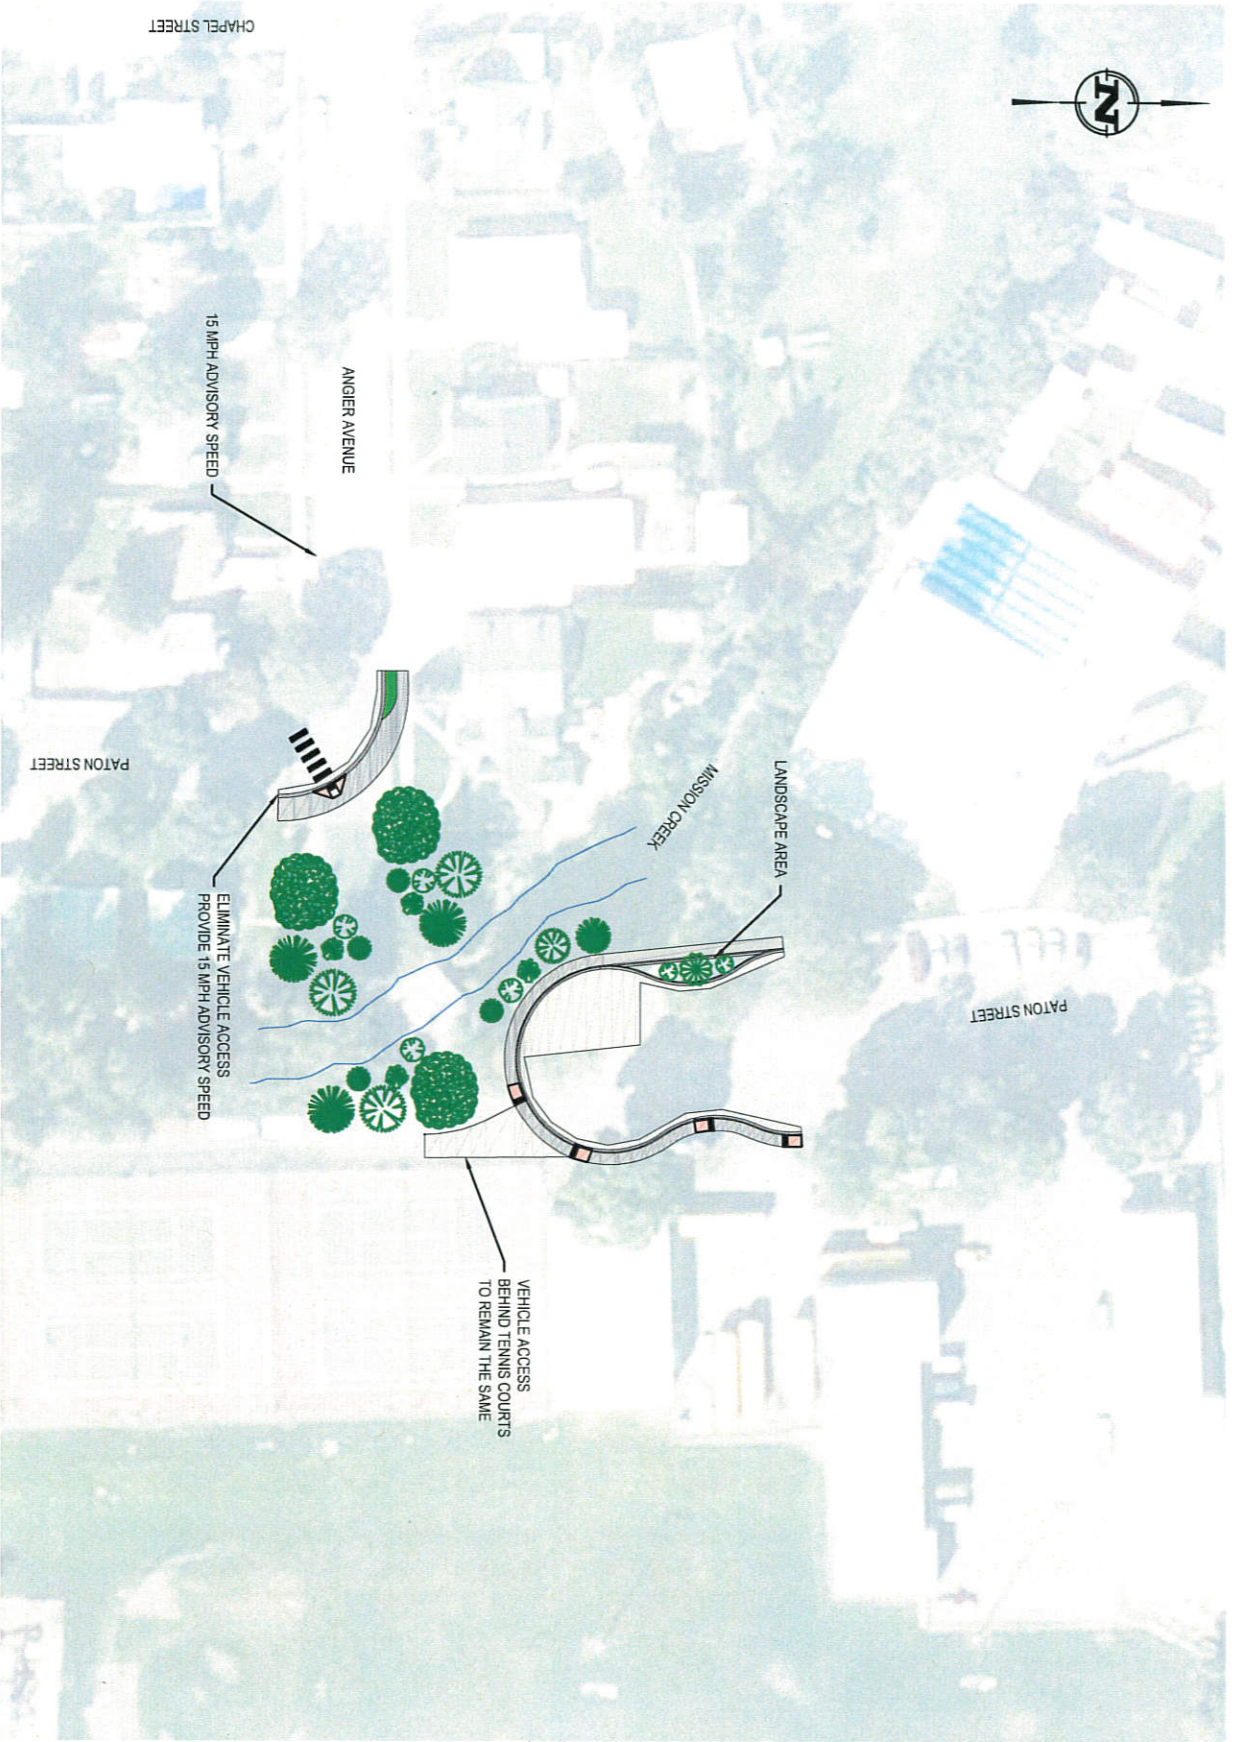 CHAPEL STREET
N
15 MPH ADVISORY SPEED
ANGIER AVENUE
PATON STREET
MISSION CREEK
LANDSCAPE AREA
ELIMINATE VEHICLE ACCESS
PROVIDE 15 MPH ADVISORY SPEED
PATON STREET
VEHICLE ACCESS
BEHIND TENNIS COURTS
TO REMAIN THE SAME